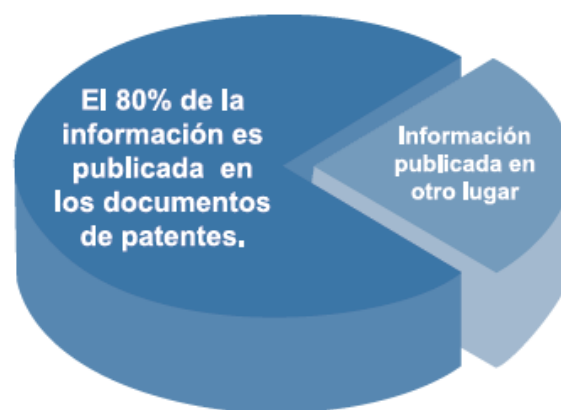 El 80% de la
información es
publicada en
los documentos
de patentes.
Información
publicada en
otro lugar